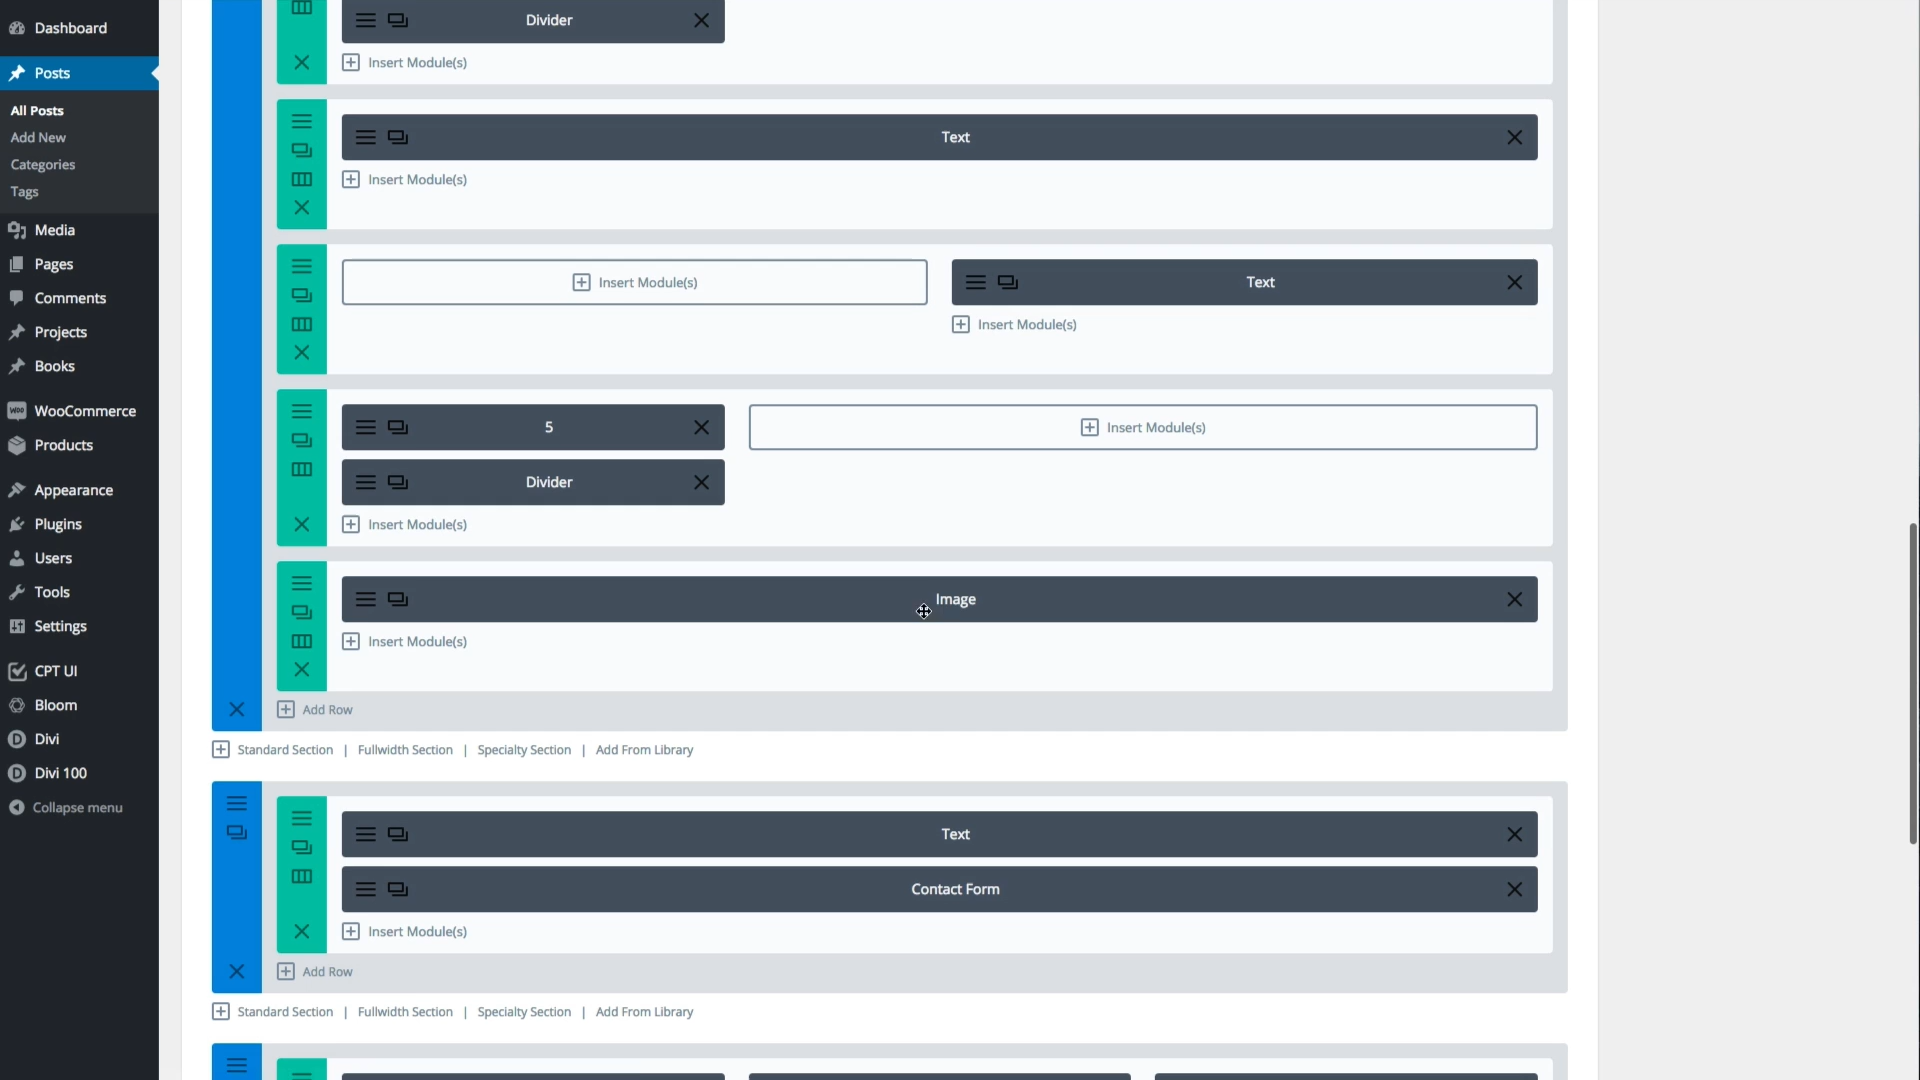 Dashboard
Posts
All Posts
Add New
Categories
Tags
Media
Pages
Comments
Projects
Books
WOO WooCommerce
Products
Appearance
Plugins
Users
Tools
Settings
CPT UI
Bloom
D Divi
D Divi 100
Collapse menu
Divider
Insert Module(s)
Text
Insert Module(s)
Insert Module(s)
Text
Insert Module(s)
5
Insert Module(s)
Divider
Insert Module(s)
Image
Insert Module(s)
Add Row
Standard Section | Fullwidth Section | Specialty Section | Add From Library
Text
Contact Form
Insert Module(s)
Add Row
Standard Section | Fullwidth Section | Specialty Section | Add From Library